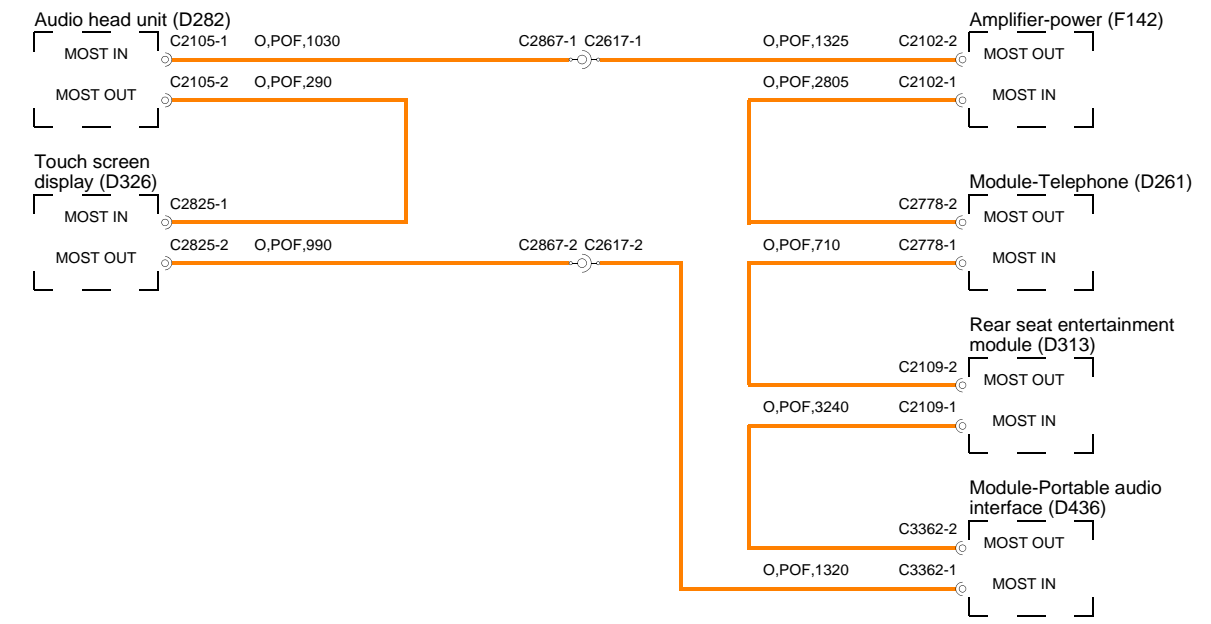 Audio head unit (D282)
MOST IN
C2105-1
O,POF,1030
C2867-1 C2617-1
O,POF,1325
C2102-2
Amplifier-power (F142)
MOST OUT
MOST OUT
C2105-2
O,POF,290
O,POF,2805
C2102-1
MOST IN
Touch screen
display (D326)
MOST IN
C2825-1
C2778-2
Module-Telephone (D261)
MOST OUT
MOST OUT
C2825-2
O,POF,990
C2867-2 C2617-2
O,POF,710
C2778-1
MOST IN
Rear seat entertainment
module (D313)
C2109-2
MOST OUT
O,POF,3240
C2109-1
MOST IN
Module-Portable audio
interface (D436)
C3362-2
MOST OUT
O,POF,1320
C3362-1
MOST IN